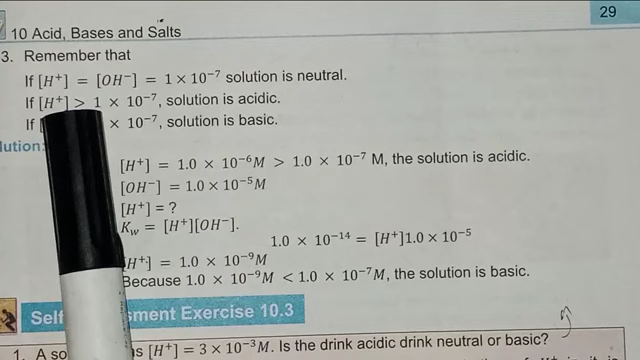 29
10 Acid, Bases and Salts
3. Remember that
If [H⁺] = [OH⁻] = 1 × 10⁻⁷ solution is neutral.
If [H⁺] > 1 × 10⁻⁷, solution is acidic.
If [ × 10⁻⁷, solution is basic.
lution:
[H⁺] = 1.0 × 10⁻⁶M > 1.0 × 10⁻⁷ M, the solution is acidic.
[OH⁻] = 1.0 × 10⁻⁵M
[H⁺] = ?
K_w = [H⁺][OH⁻].
1.0 × 10⁻¹⁴ = [H⁺]1.0 × 10⁻⁵
H⁺] = 1.0 × 10⁻⁹M
Because 1.0 × 10⁻⁹M < 1.0 × 10⁻⁷M, the solution is basic.
Self sment Exercise 10.3
1. A so as [H⁺] = 3 × 10⁻³M. Is the drink acidic drink neutral or basic?